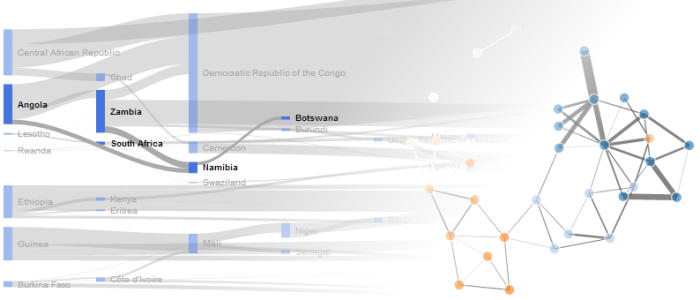 Central African Republic
Chad
Democratic Republic of the Congo
Angola
Zambia
Botswana
Burundi
Lesotho
South Africa
Rwanda
Cameroon
Namibia
Swaziland
Ethiopia
Kenya
Eritrea
Guinea
Niger
Mali
Senegal
Burkina Faso
Côte d'Ivoire